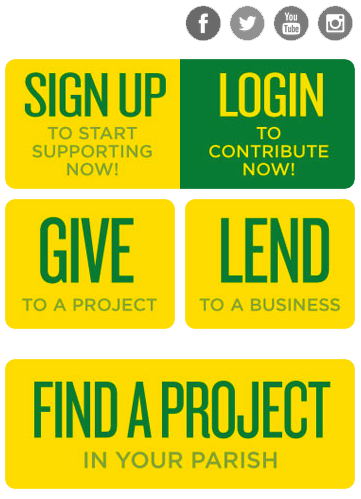 You
Tube
SIGN UP
TO START
SUPPORTING
NOW!
LOGIN
TO
CONTRIBUTE
NOW!
GIVE
TO A PROJECT
LEND
TO A BUSINESS
FIND A PROJECT
IN YOUR PARISH